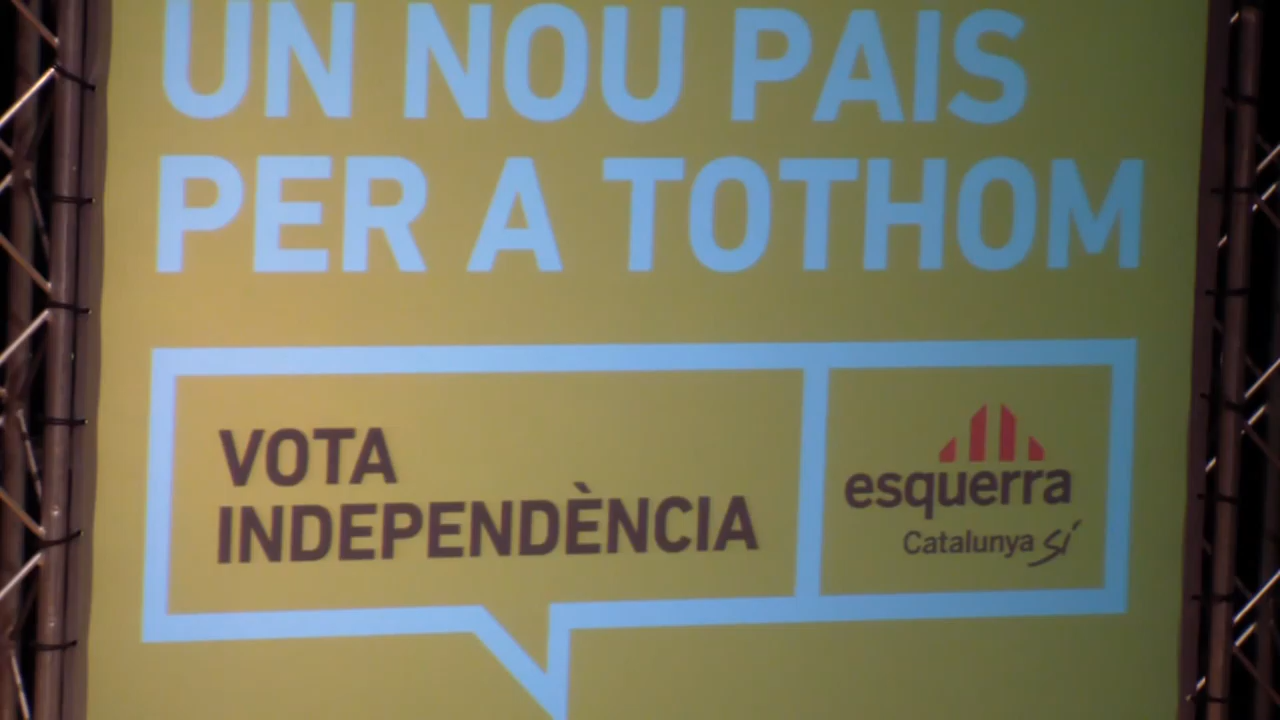 UN NOU PAIS
PER A TOTHOM
VOTA
INDEPENDÈNCIA
esquerra
Catalunya Sí